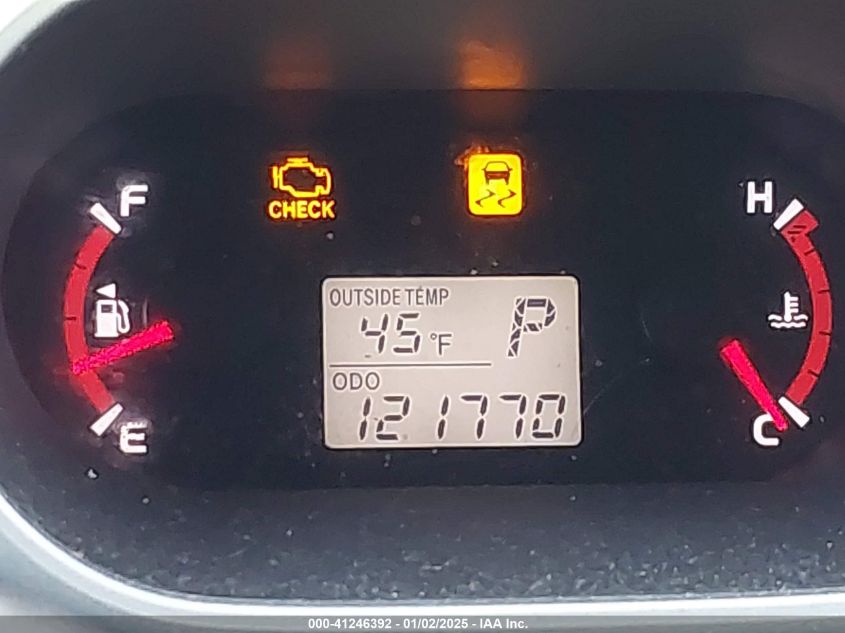 F
H
CHECK
OUTSIDE TEMP
45°F
P
ODO
121770
E
C
000-41246392 - 01/02/2025 - IAA Inc.